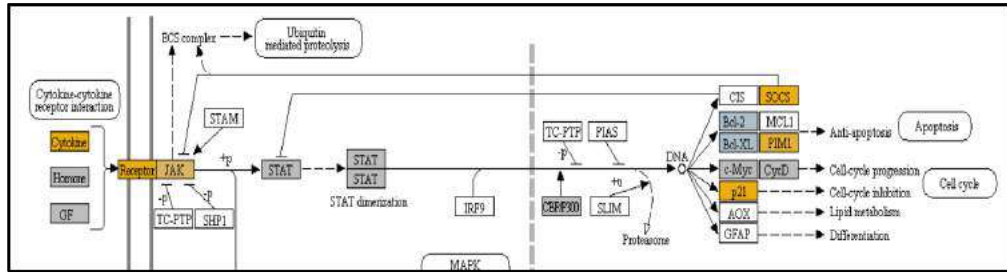 ECS complex
Ubiquitin
mediated proteolysis
Cytokine-cytokine
receptor interaction
Cytokine
Hormone
GF
Receptor
JAK
STAM
+p
-p
-p
TC-PTP
SHP1
STAT
STAT
STAT
STAT dimerization
IRF9
MAPK
TC-PTP
PIAS
-p
CBP/P300
+u
SLIM
Proteasome
DNA
CIS
SOCS
Bcl-2
MCL1
Bcl-XL
PIM1
Anti-apoptosis
Apoptosis
c-Myc
CycD
Cell-cycle progression
p21
Cell-cycle inhibition
Cell cycle
AOX
Lipid metabolism
GFAP
Differentiation